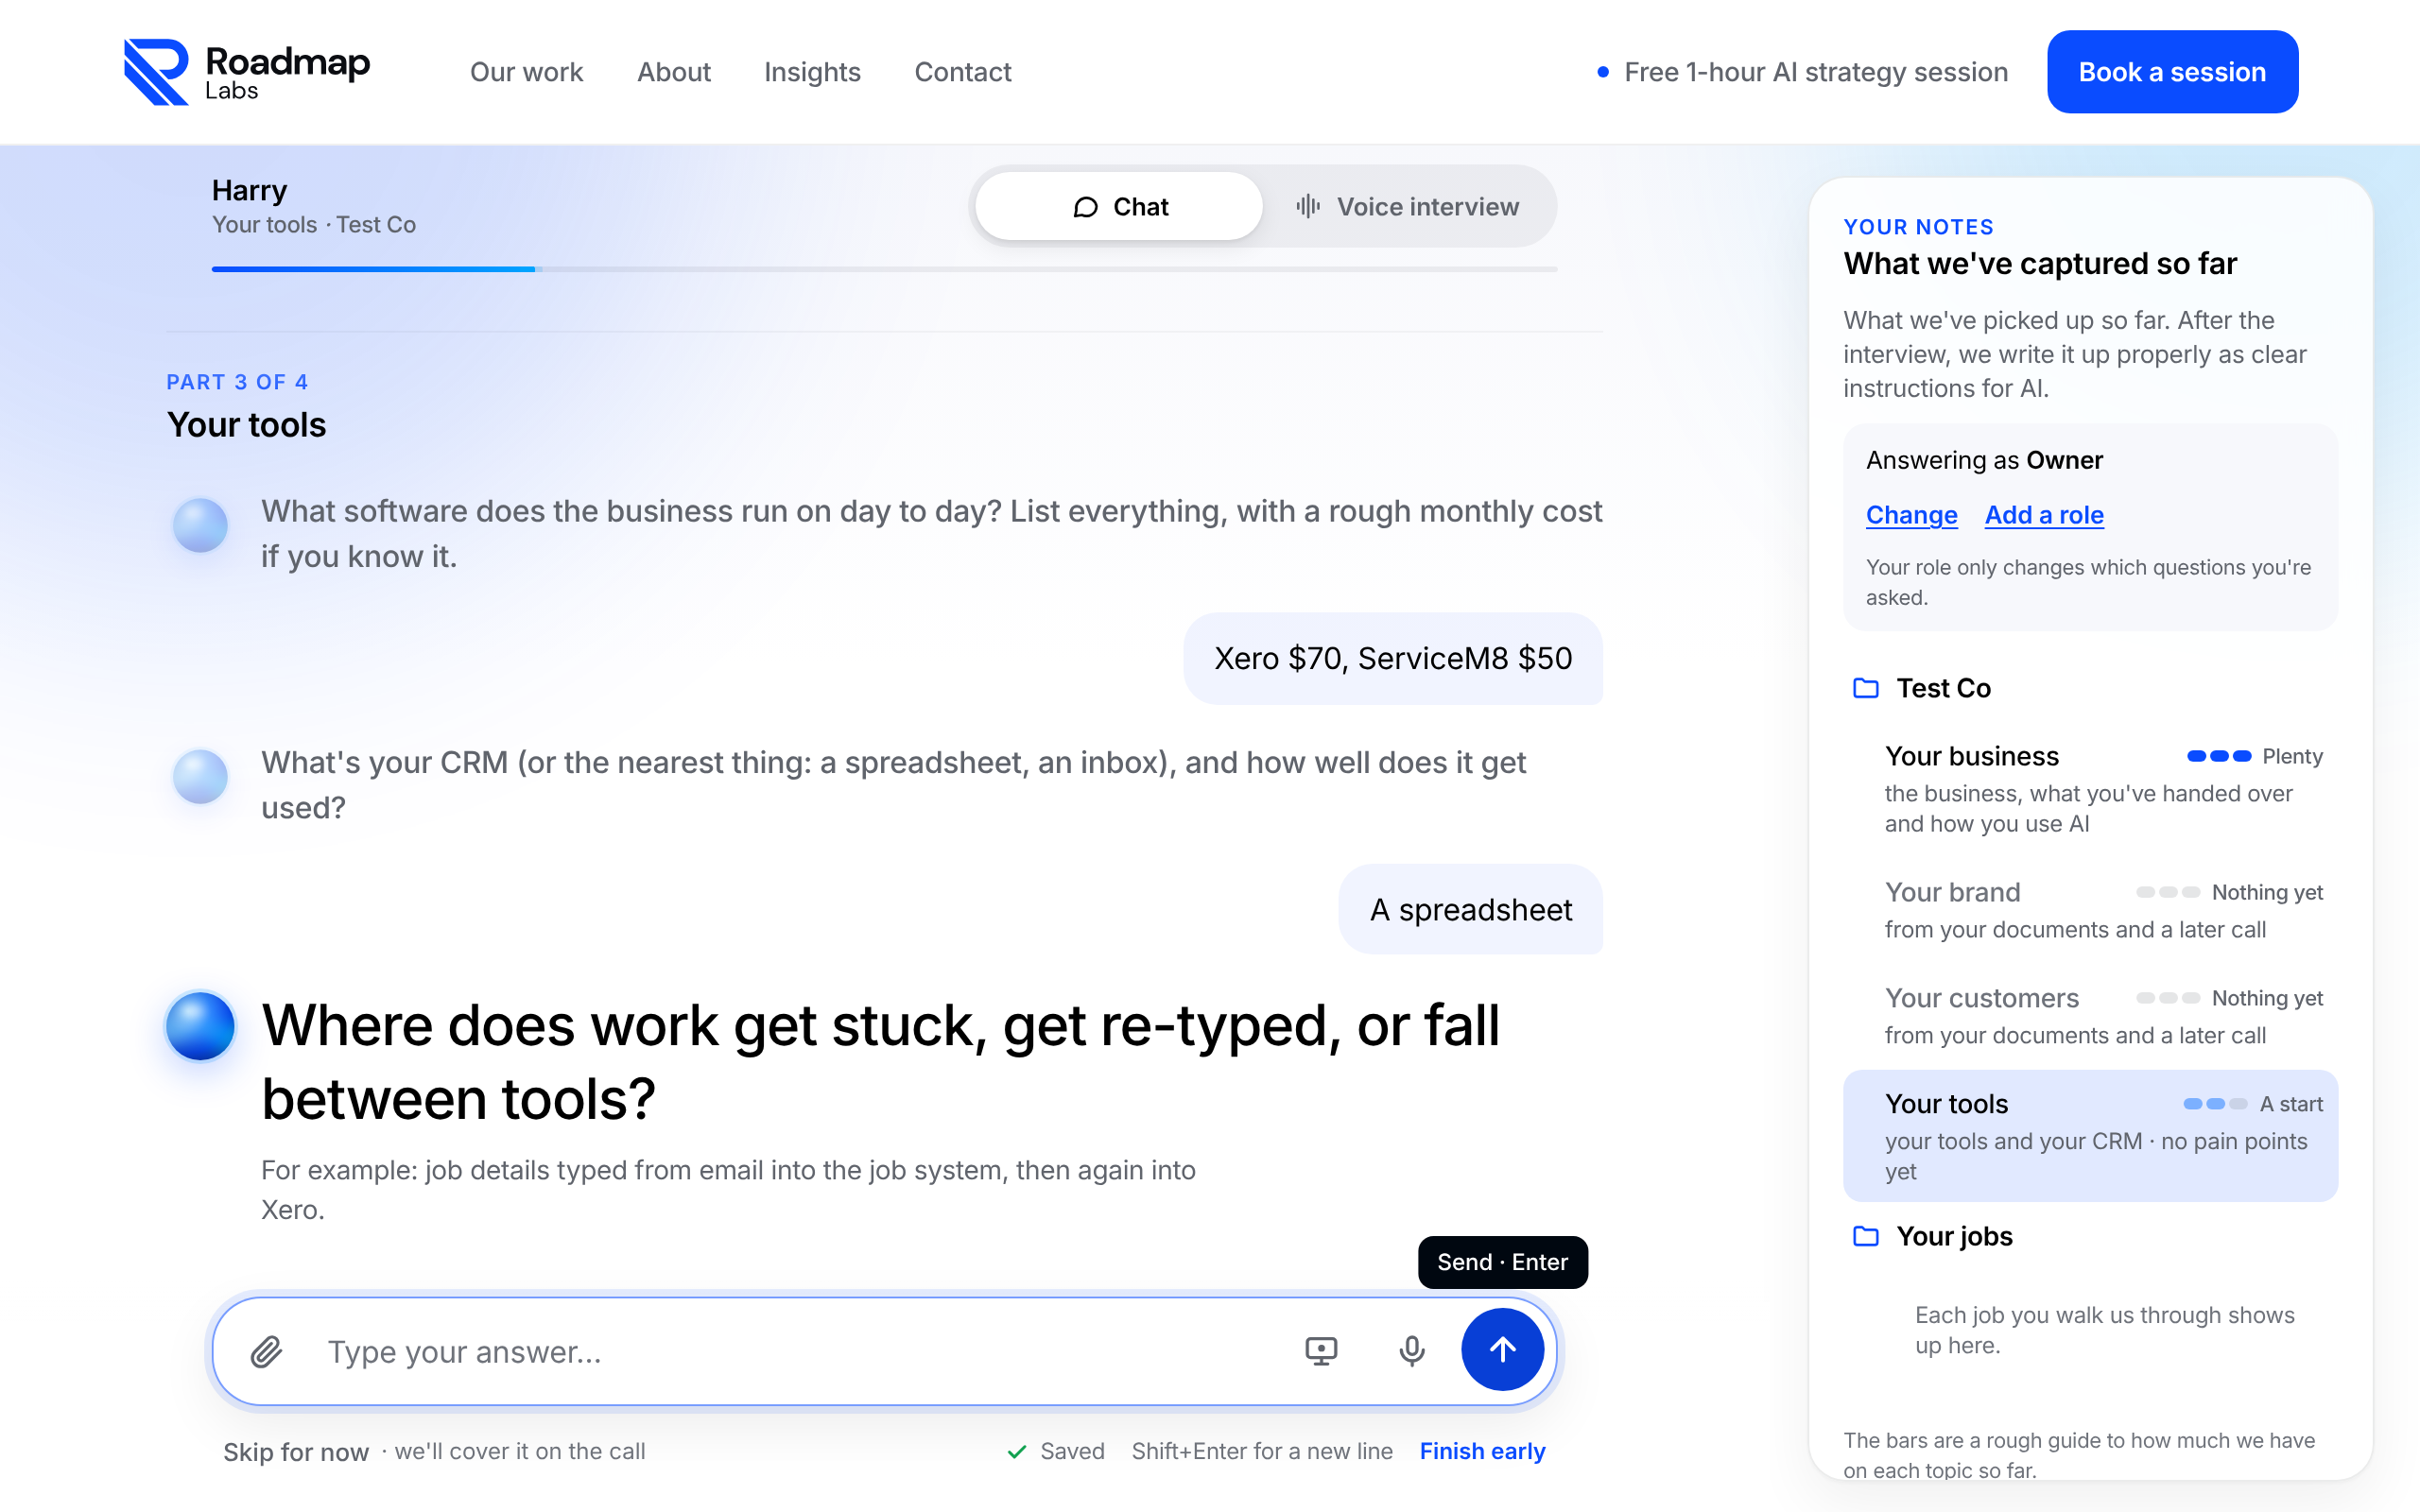 Roadmap
Labs
Our work
About
Insights
Contact
Free 1-hour AI strategy session
Book a session
Harry
Your tools · Test Co
Chat
Voice interview
PART 3 OF 4
Your tools
What software does the business run on day to day? List everything, with a rough monthly cost
if you know it.
Xero $70, ServiceM8 $50
What's your CRM (or the nearest thing: a spreadsheet, an inbox), and how well does it get
used?
A spreadsheet
Where does work get stuck, get re-typed, or fall
between tools?
For example: job details typed from email into the job system, then again into
Xero.
Send · Enter
Type your answer...
Skip for now · we'll cover it on the call
Saved
Shift+Enter for a new line
Finish early
YOUR NOTES
What we've captured so far
What we've picked up so far. After the
interview, we write it up properly as clear
instructions for AI.
Answering as Owner
Change
Add a role
Your role only changes which questions you're
asked.
Test Co
Your business
Plenty
the business, what you've handed over
and how you use AI
Your brand
Nothing yet
from your documents and a later call
Your customers
Nothing yet
from your documents and a later call
Your tools
A start
your tools and your CRM · no pain points
yet
Your jobs
Each job you walk us through shows
up here.
The bars are a rough guide to how much we have
on each topic so far.